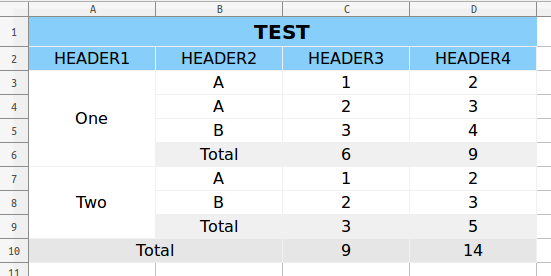 A B C D
1 TEST
2 HEADER1 HEADER2 HEADER3 HEADER4
3 A 1 2
4 One A 2 3
5 B 3 4
6 Total 6 9
7 A 1 2
8 Two B 2 3
9 Total 3 5
10 Total 9 14
11